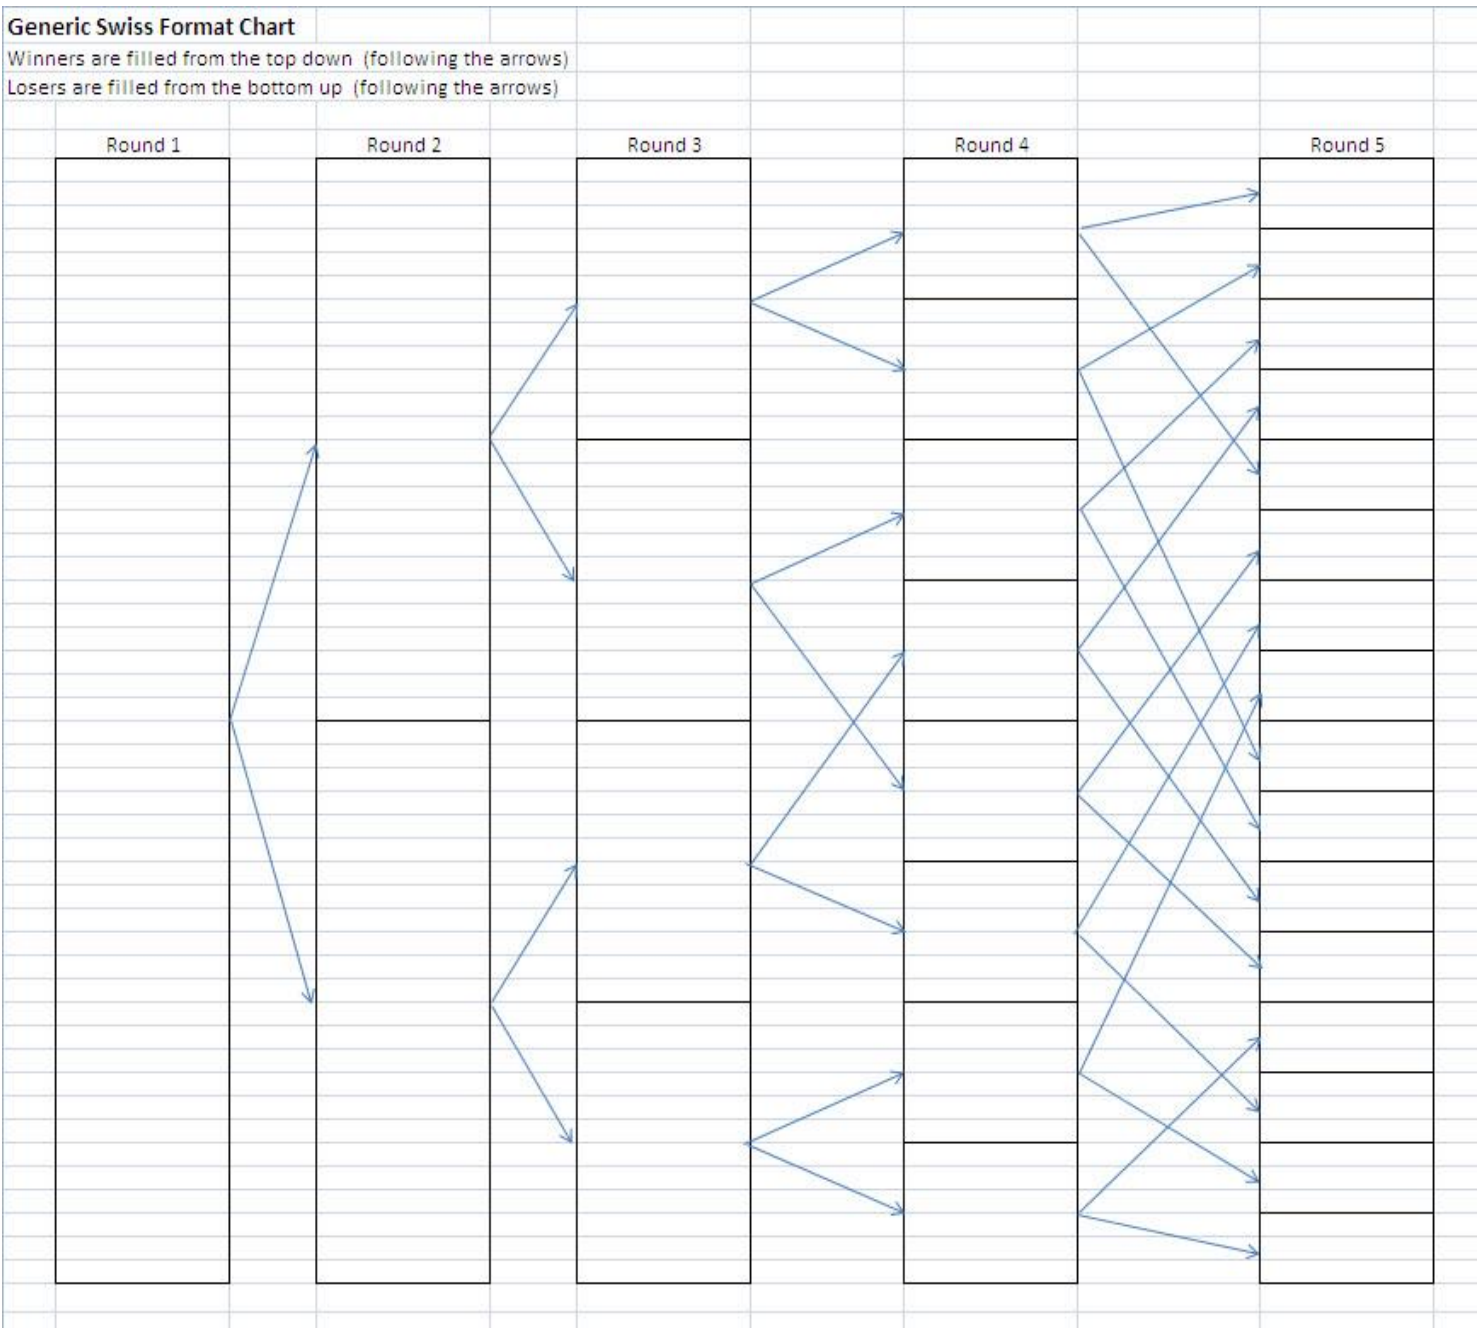 Generic Swiss Format Chart
Winners are filled from the top down (following the arrows)
Losers are filled from the bottom up (following the arrows)
Round 1 Round 2 Round 3 Round 4 Round 5